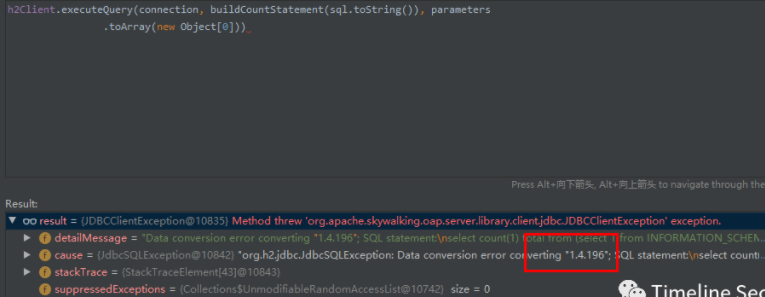 h2Client.executeQuery(connection, buildCountStatement(sql.toString()), parameters
.toArray(new Object[0]))
Press Alt+向下箭头, Alt+向上箭头 to navigate through the
Result:
result = {JDBCClientException@10835} Method threw 'org.apache.skywalking.oap.server.library.client.jdbc.JDBCClientException' exception.
f detailMessage = "Data conversion error converting "1.4.196"; SQL statement:\nselect count(1) total from (select 1 from INFORMATION_SCHEM...
f cause = {JdbcSQLException@10842} "org.h2.jdbc.JdbcSQLException: Data conversion error converting "1.4.196"; SQL statement:\nselect count(
f stackTrace = {StackTraceElement[43]@10843}
f suppressedExceptions = {Collections$UnmodifiableRandomAccessList@10742} size = 0
Timeline Sec